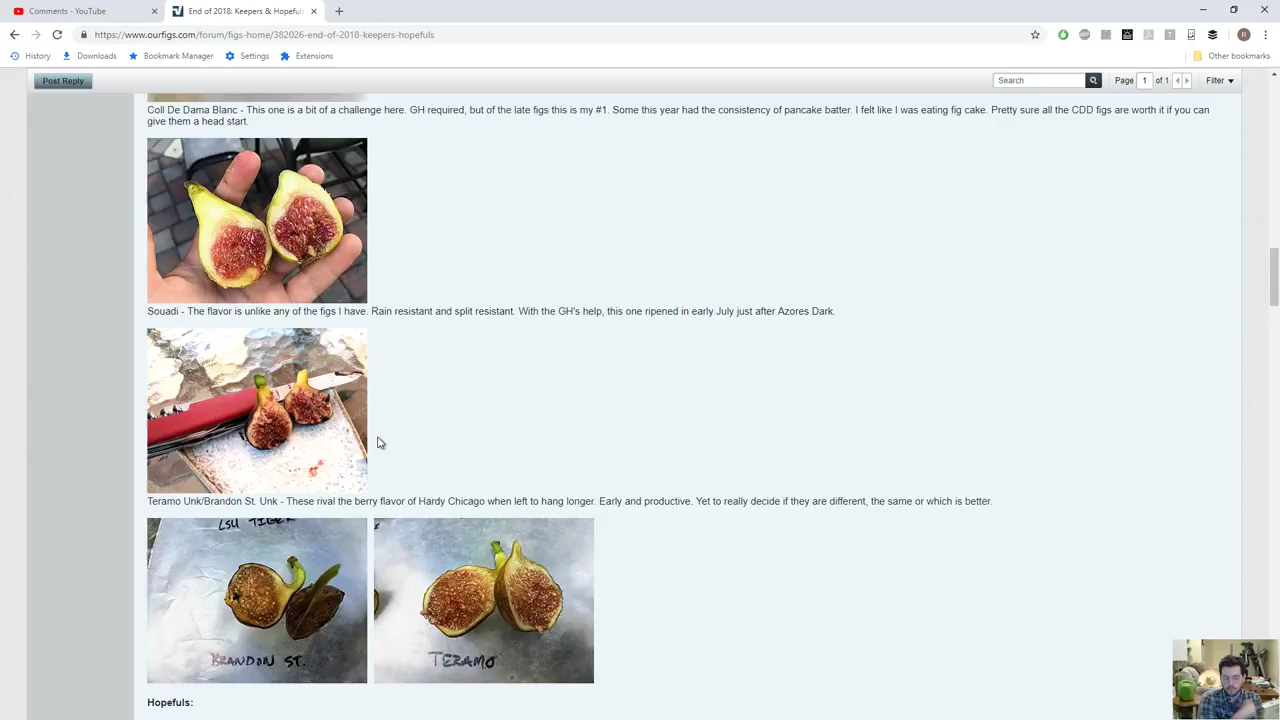 Comments - YouTube
End of 2018: Keepers & Hopefuls
https://www.ourfigs.com/forum/figs-home/382026-end-of-2018-keepers-hopefuls
R
History Downloads Bookmark Manager Settings Extensions Other bookmarks
Post Reply Search Page 1 of 1 Filter
Coll De Dama Blanc - This one is a bit of a challenge here. GH required, but of the late figs this is my #1. Some this year had the consistency of pancake batter. I felt like I was eating fig cake. Pretty sure all the CDD figs are worth it if you can
give them a head start.
Souadi - The flavor is unlike any of the figs I have. Rain resistant and split resistant. With the GH's help, this one ripened in early July just after Azores Dark.
Teramo Unk/Brandon St. Unk - These rival the berry flavor of Hardy Chicago when left to hang longer. Early and productive. Yet to really decide if they are different, the same or which is better.
LSU TIGER
BRANDON ST.
TERAMO
Hopefuls: